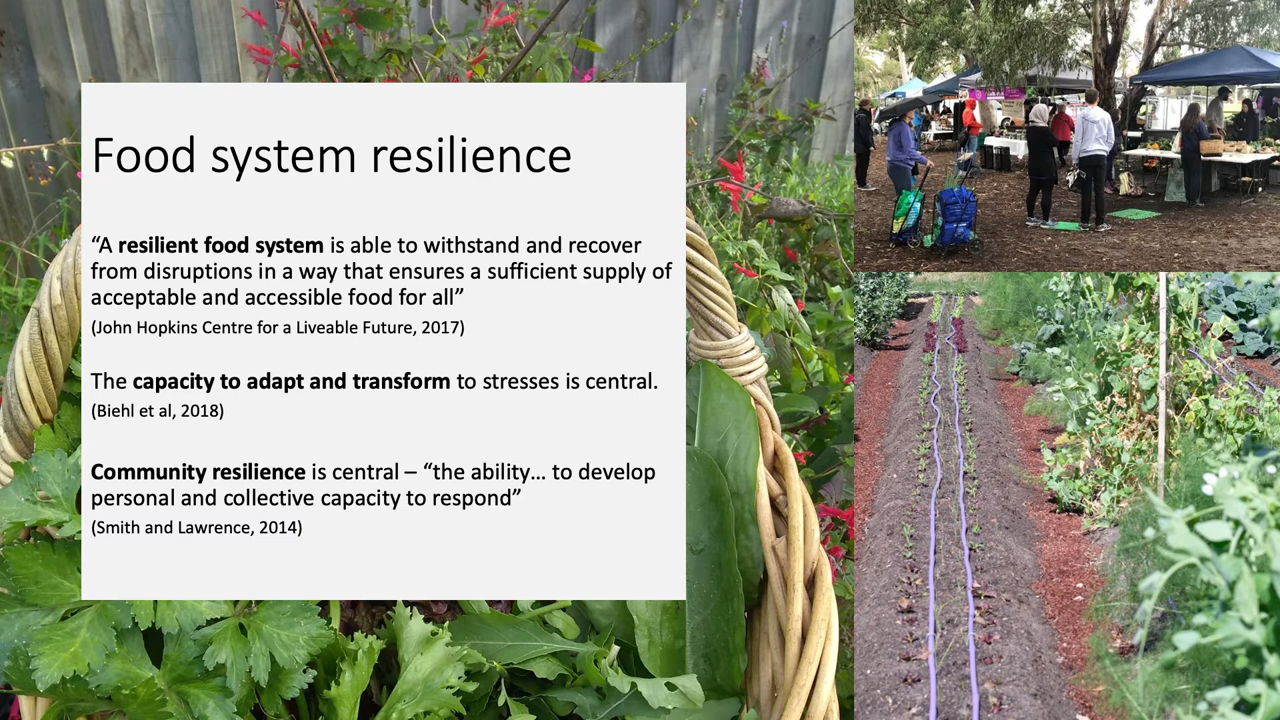 Food system resilience
“A resilient food system is able to withstand and recover
from disruptions in a way that ensures a sufficient supply of
acceptable and accessible food for all”
(John Hopkins Centre for a Liveable Future, 2017)
The capacity to adapt and transform to stresses is central.
(Biehl et al, 2018)
Community resilience is central – “the ability… to develop
personal and collective capacity to respond”
(Smith and Lawrence, 2014)